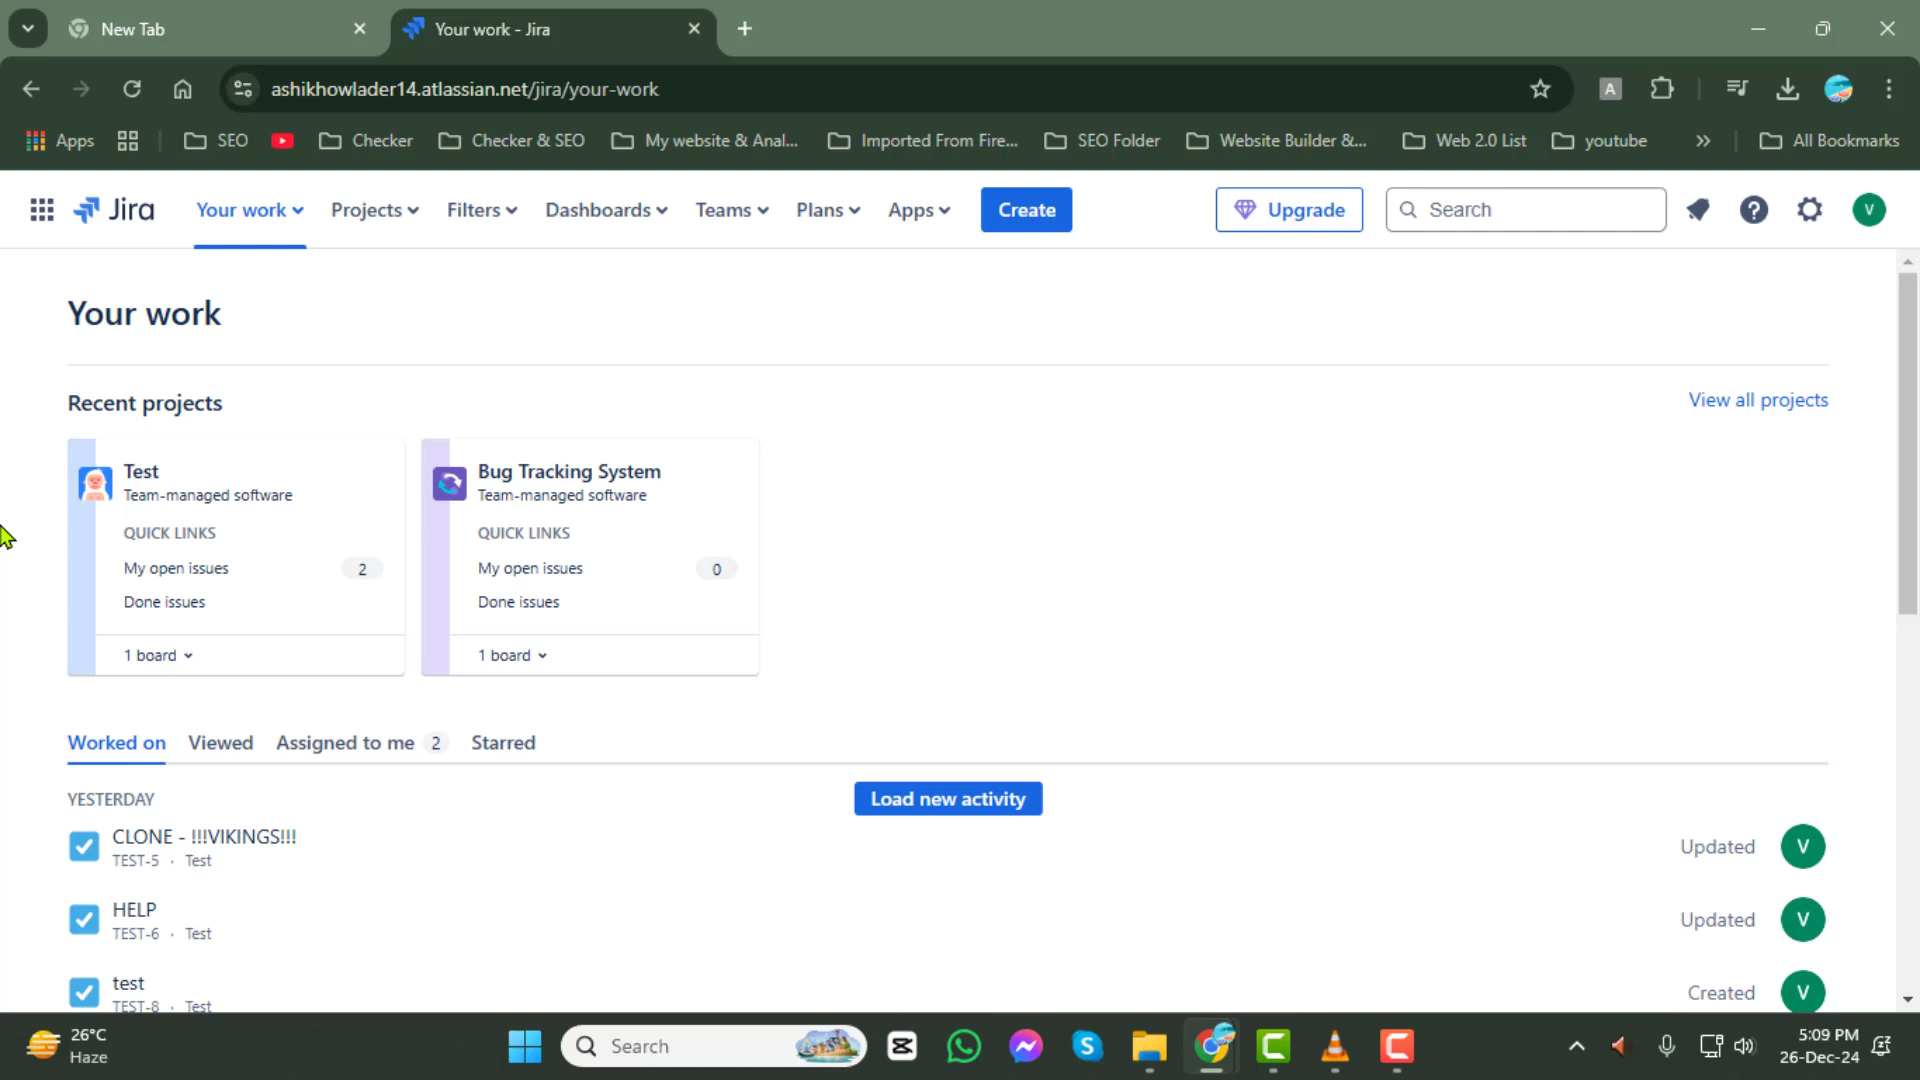 New Tab
Your work - Jira
ashikhowlader14.atlassian.net/jira/your-work
A
Apps
SEO
Checker
Checker & SEO
My website & Anal...
Imported From Fire...
SEO Folder
Website Builder &...
Web 2.0 List
youtube
All Bookmarks
Jira
Your work
Projects
Filters
Dashboards
Teams
Plans
Apps
Create
Upgrade
Search
V
Your work
Recent projects
View all projects
Test
Team-managed software
QUICK LINKS
My open issues 2
Done issues
1 board
Bug Tracking System
Team-managed software
QUICK LINKS
My open issues 0
Done issues
1 board
Worked on
Viewed
Assigned to me 2
Starred
YESTERDAY
Load new activity
CLONE - !!!VIKINGS!!!
TEST-5 · Test
Updated V
HELP
TEST-6 · Test
Updated V
test
TEST-8 · Test
Created V
26°C
Haze
Search
5:09 PM
26-Dec-24